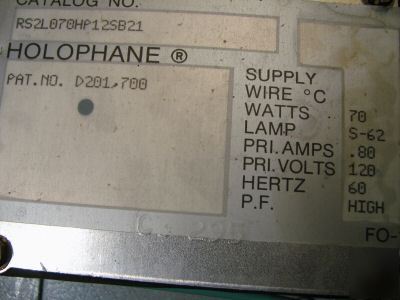 CATALOG NO.
RS2L070HP12SB21
HOLOPHANE ®
PAT.NO. D201,700
SUPPLY
WIRE °C
WATTS 70
LAMP S-62
PRI.AMPS .80
PRI.VOLTS 120
HERTZ 60
P.F. HIGH
FO-